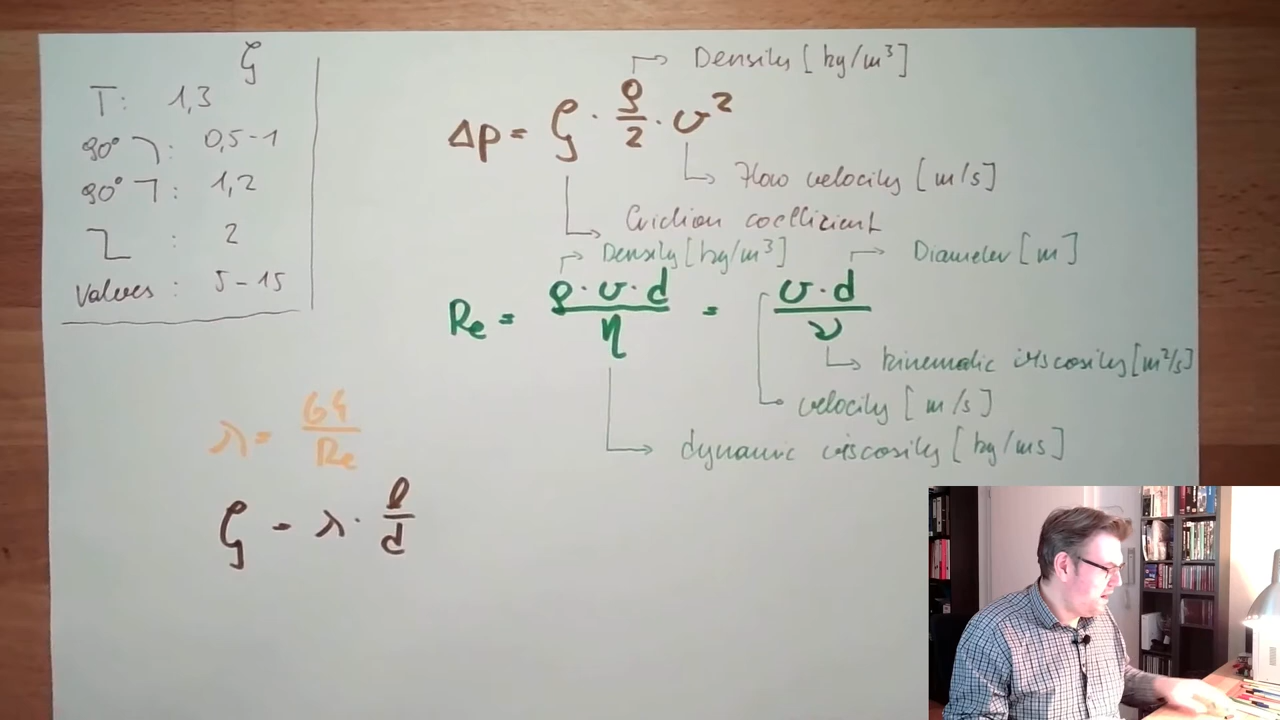 ζ
T: 1,3
90° ⌝: 0,5-1
90° ⌝: 1,2
: 2
Valves: 5-15
Density [kg/m³]
Δp = ζ · ρ/2 · v²
Flow velocity [m/s]
Friction coefficient
Density [kg/m³]
Diameter [m]
Re = ρ·v·d/η = v·d/ν
kinematic viscosity [m²/s]
velocity [m/s]
dynamic viscosity [kg/ms]
λ = 64/Re
ζ = λ · l/d